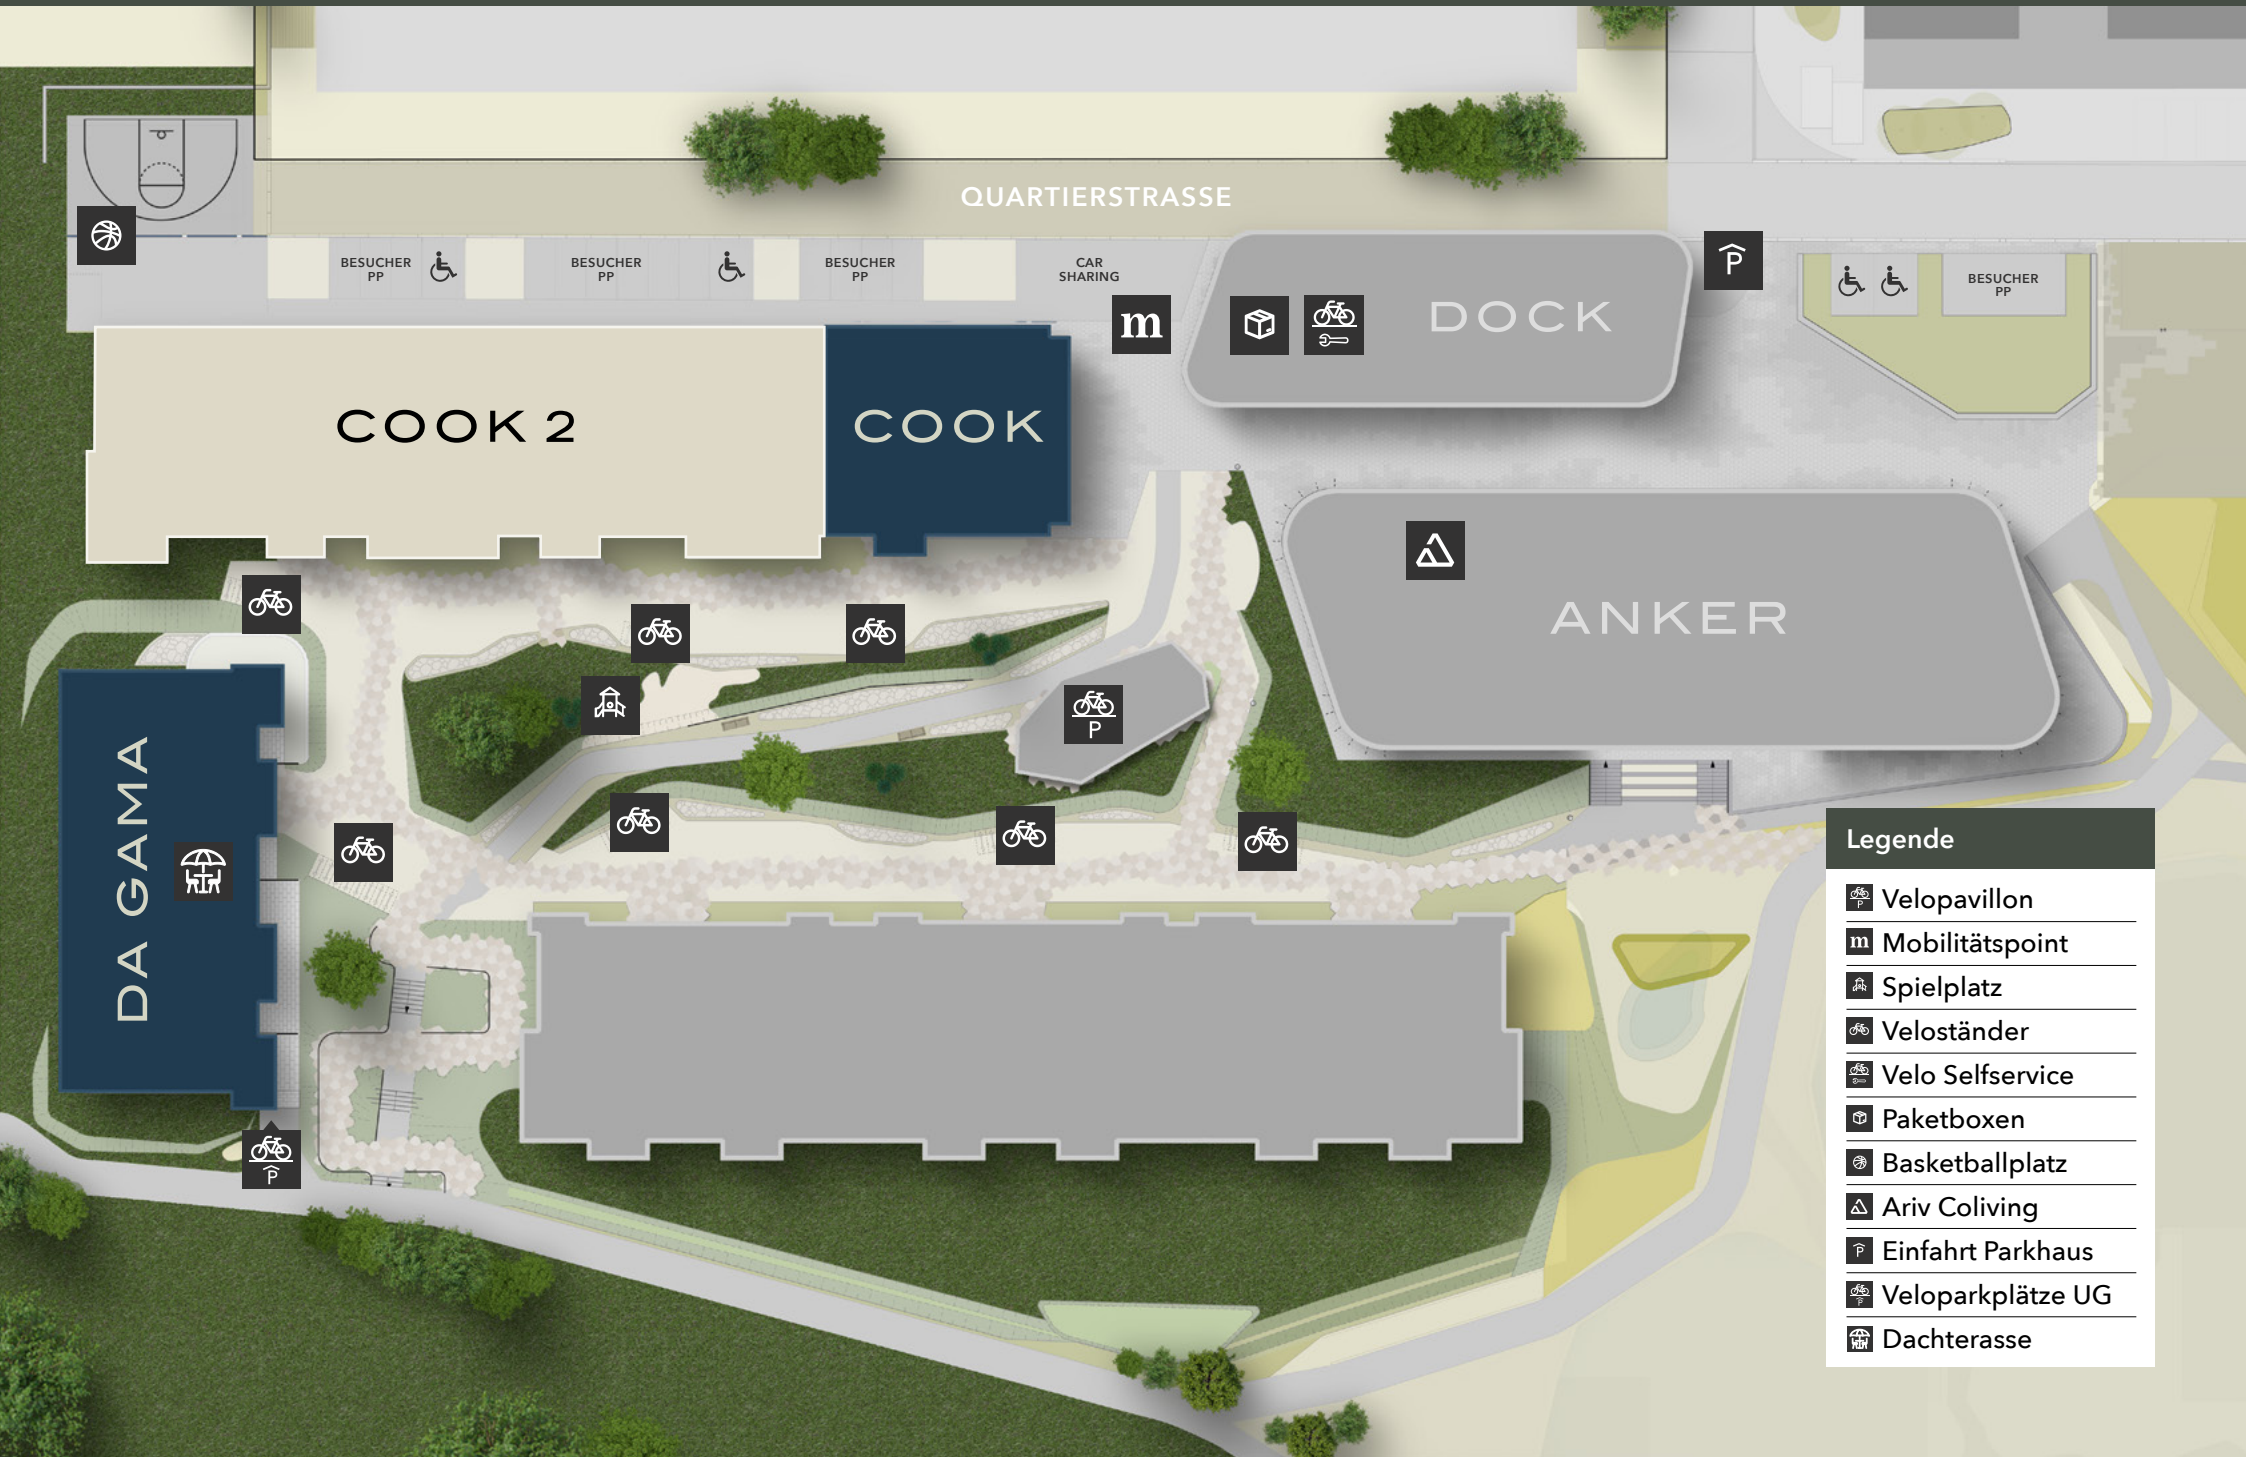 QUARTIERSTRASSE
BESUCHER
PP
BESUCHER
PP
BESUCHER
PP
CAR
SHARING
P
BESUCHER
PP
m
DOCK
COOK 2
COOK
ANKER
P
DA GAMA
P
Legende
P Velopavillon
m Mobilitätspoint
Spielplatz
Veloständer
Velo Selfservice
Paketboxen
Basketballplatz
Ariv Coliving
P Einfahrt Parkhaus
P Veloparkplätze UG
Dachterasse